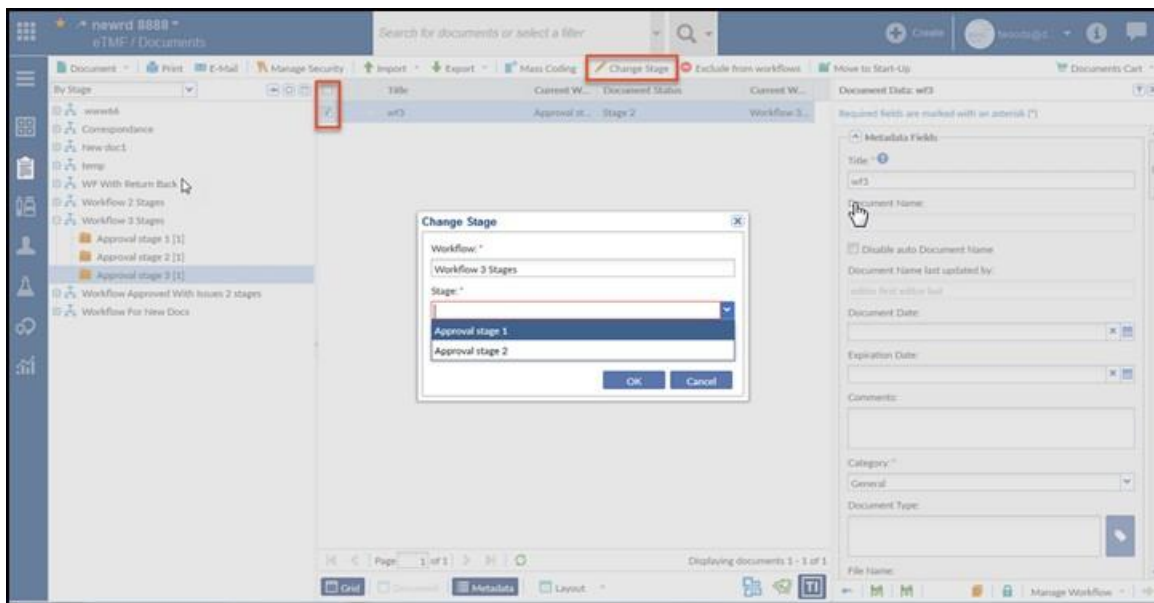 newrd 8888
eTMF / Documents
Search for documents or select a filter
Create
Document Print E-Mail Manage Security Import Export Mass Coding Change Stage Exclude from workflows Move to Start-Up Documents Cart
By Stage
Title Current W... Document Status Current W...
Document Data: wf3
wf3 Approval st... Stage 2 Workflow 3...
Required fields are marked with an asterisk (*)
www66
Correspondance
New doc1
temp
WF With Return Back
Workflow 2 Stages
Workflow 3 Stages
Approval stage 1 [1]
Approval stage 2 [1]
Approval stage 3 [1]
Workflow Approved With Issues 2 stages
Workflow For New Docs
Change Stage
Workflow: *
Workflow 3 Stages
Stage: *
Approval stage 1
Approval stage 2
OK Cancel
Metadata Fields
Title: *
wf3
Document Name:
Disable auto Document Name
Document Name last updated by:
editor first editor last
Document Date:
Expiration Date:
Comments:
Category: *
General
Document Type:
File Name:
Page 1 of 1
Displaying documents 1 - 1 of 1
Grid Document Metadata Layout
TI
Manage Workflow